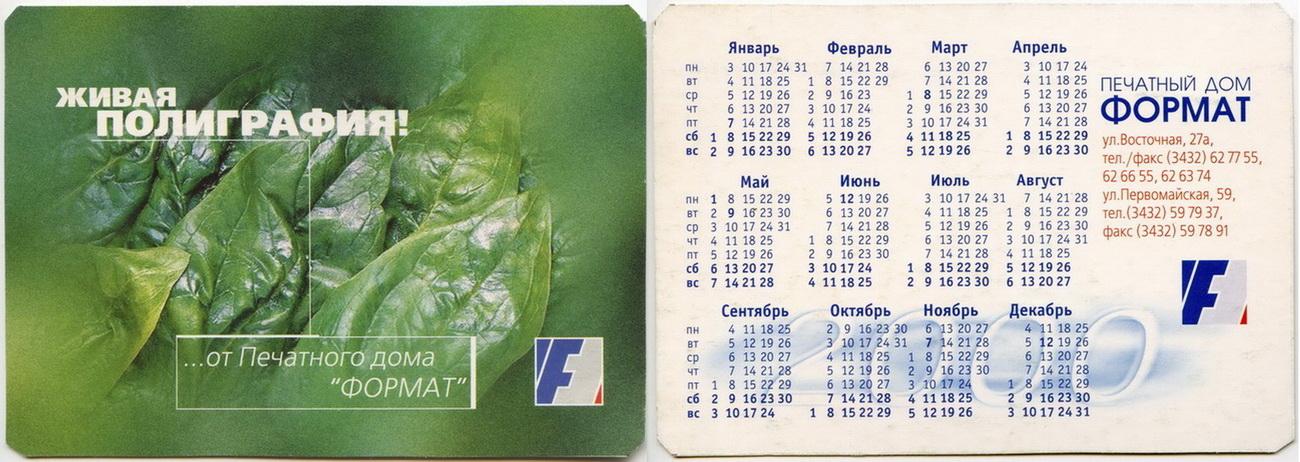 ЖИВАЯ
ПОЛИГРАФИЯ!
...от Печатного дома
"ФОРМАТ"
F
Январь Февраль Март Апрель
пн 3 10 17 24 31 7 14 21 28 6 13 20 27 3 10 17 24
вт 4 11 18 25 1 8 15 22 29 7 14 21 28 4 11 18 25
ср 5 12 19 26 2 9 16 23 1 8 15 22 29 5 12 19 26
чт 6 13 20 27 3 10 17 24 2 9 16 23 30 6 13 20 27
пт 7 14 21 28 4 11 18 25 3 10 17 24 31 7 14 21 28
сб 1 8 15 22 29 5 12 19 26 4 11 18 25 1 8 15 22 29
вс 2 9 16 23 30 6 13 20 27 5 12 19 26 2 9 16 23 30
Май Июнь Июль Август
пн 1 8 15 22 29 5 12 19 26 3 10 17 24 31 7 14 21 28
вт 2 9 16 23 30 6 13 20 27 4 11 18 25 1 8 15 22 29
ср 3 10 17 24 31 7 14 21 28 5 12 19 26 2 9 16 23 30
чт 4 11 18 25 1 8 15 22 29 6 13 20 27 3 10 17 24 31
пт 5 12 19 26 2 9 16 23 30 7 14 21 28 4 11 18 25
сб 6 13 20 27 3 10 17 24 1 8 15 22 29 5 12 19 26
вс 7 14 21 28 4 11 18 25 2 9 16 23 30 6 13 20 27
Сентябрь Октябрь Ноябрь Декабрь
пн 4 11 18 25 2 9 16 23 30 6 13 20 27 4 11 18 25
вт 5 12 19 26 3 10 17 24 31 7 14 21 28 5 12 19 26
ср 6 13 20 27 4 11 18 25 1 8 15 22 29 6 13 20 27
чт 7 14 21 28 5 12 19 26 2 9 16 23 30 7 14 21 28
пт 1 8 15 22 29 6 13 20 27 3 10 17 24 1 8 15 22 29
сб 2 9 16 23 30 7 14 21 28 4 11 18 25 2 9 16 23 30
вс 3 10 17 24 1 8 15 22 29 5 12 19 26 3 10 17 24 31
2000
ПЕЧАТНЫЙ ДОМ
ФОРМАТ
ул.Восточная, 27а,
тел./факс (3432) 62 77 55,
62 66 55, 62 63 74
ул.Первомайская, 59,
тел.(3432) 59 79 37,
факс (3432) 59 78 91
F